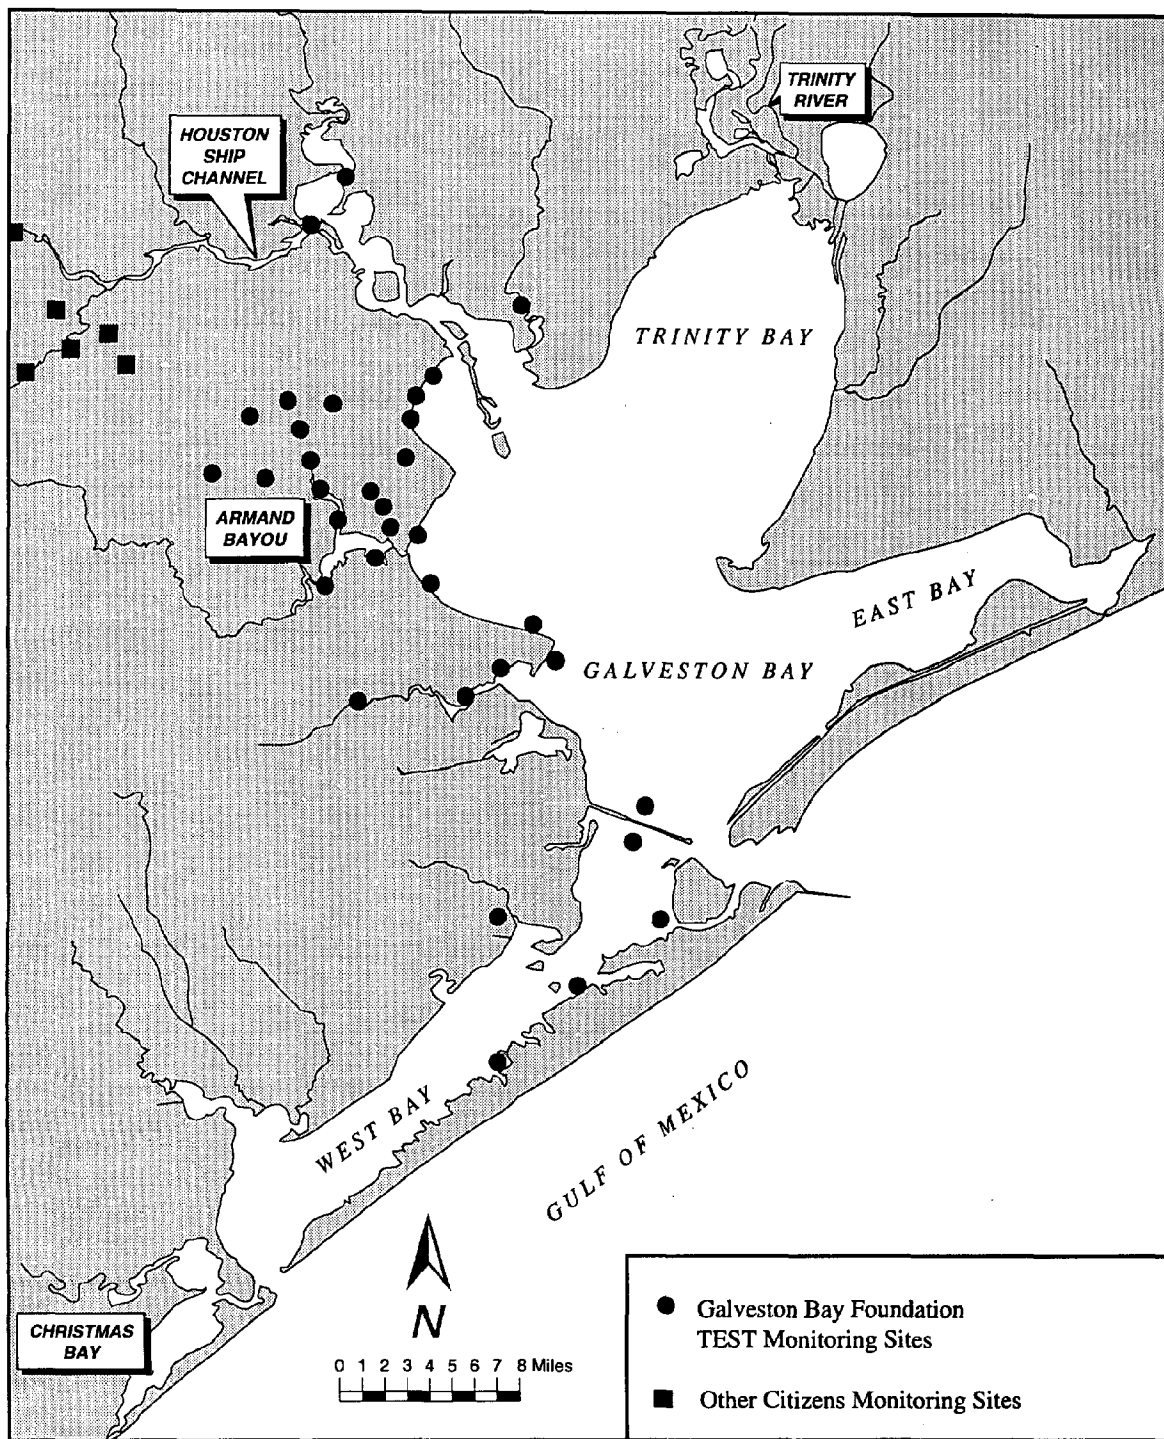 TRINITY
RIVER
HOUSTON
SHIP
CHANNEL
TRINITY BAY
ARMAND
BAYOU
EAST BAY
GALVESTON BAY
WEST BAY
GULF OF MEXICO
CHRISTMAS
BAY
N
0 1 2 3 4 5 6 7 8 Miles
Galveston Bay Foundation
TEST Monitoring Sites
Other Citizens Monitoring Sites